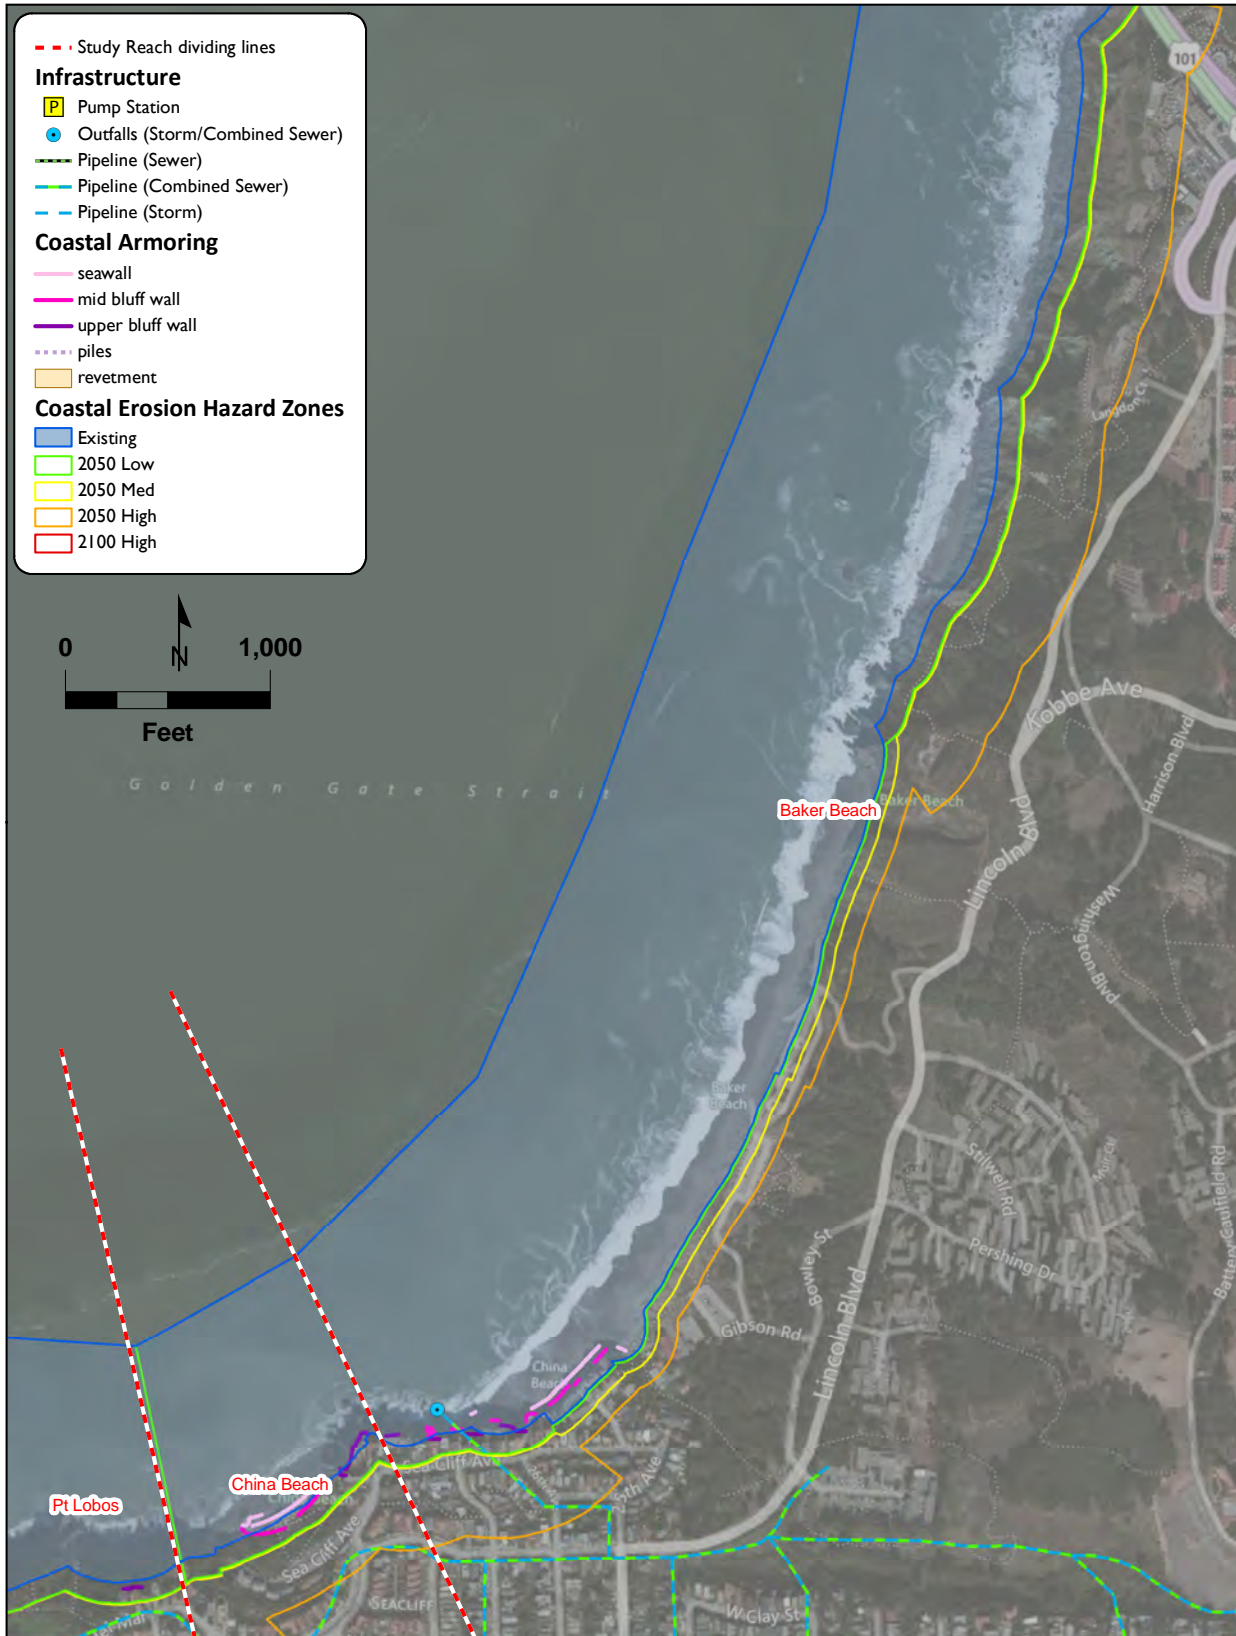 Study Reach dividing lines
Infrastructure
P Pump Station
Outfalls (Storm/Combined Sewer)
Pipeline (Sewer)
Pipeline (Combined Sewer)
Pipeline (Storm)
Coastal Armoring
seawall
mid bluff wall
upper bluff wall
piles
revetment
Coastal Erosion Hazard Zones
Existing
2050 Low
2050 Med
2050 High
2100 High
101
0 N 1,000
Feet
Langdon Ct
Kobbe Ave
Harrison Blvd
Golden Gate Strait
Baker Beach
Baker Beach
Lincoln Blvd
Washington Blvd
Baker
Beach
Stilwell Rd
Pershing Dr
Battery Caulfield Rd
Bowley St
Gibson Rd
Lincoln Blvd
China
Beach
Sea Cliff Ave
25th Ave
China Beach
China Beach
Pt Lobos
Sea Cliff Ave
SEACLIFF
W Clay St